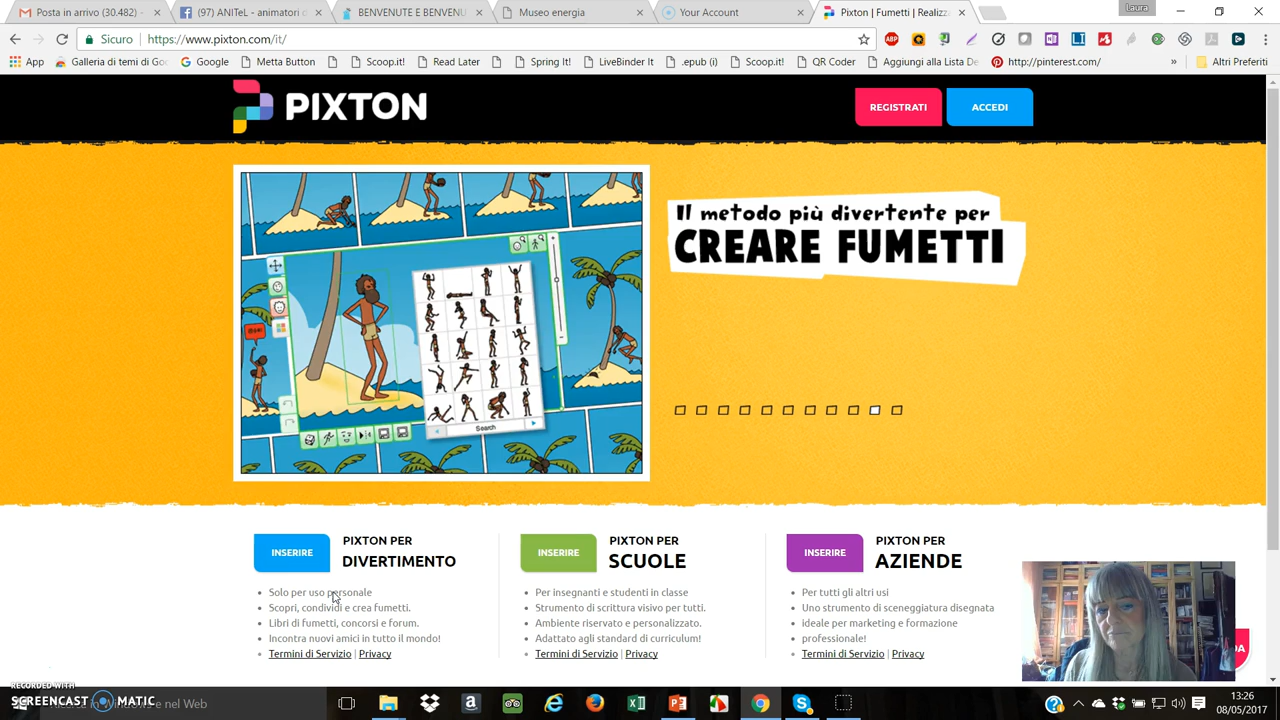 Posta in arrivo (30.482) -
(97) ANITeL - animatori d
BENVENUTE E BENVENU
Museo energia
Your Account
Pixton | Fumetti | Realizz
Laura
Sicuro
https://www.pixton.com/it/
App
Galleria di temi di Goo
Google
Metta Button
Scoop.it!
Read Later
Spring It!
LiveBinder It
.epub (i)
Scoop.it!
QR Coder
Aggiungi alla Lista De
http://pinterest.com/
»
Altri Preferiti
PIXTON
REGISTRATI
ACCEDI
Il metodo più divertente per
CREARE FUMETTI
Search
INSERIRE
PIXTON PER
DIVERTIMENTO
Solo per uso personale
Scopri, condividi e crea fumetti.
Libri di fumetti, concorsi e forum.
Incontra nuovi amici in tutto il mondo!
Termini di Servizio | Privacy
INSERIRE
PIXTON PER
SCUOLE
Per insegnanti e studenti in classe
Strumento di scrittura visivo per tutti.
Ambiente riservato e personalizzato.
Adattato agli standard di curriculum!
Termini di Servizio | Privacy
INSERIRE
PIXTON PER
AZIENDE
Per tutti gli altri usi
Uno strumento di sceneggiatura disegnata
ideale per marketing e formazione
professionale!
Termini di Servizio | Privacy
RECORDED WITH
SCREENCAST MATIC
in Windows e nel Web
13:26
08/05/2017